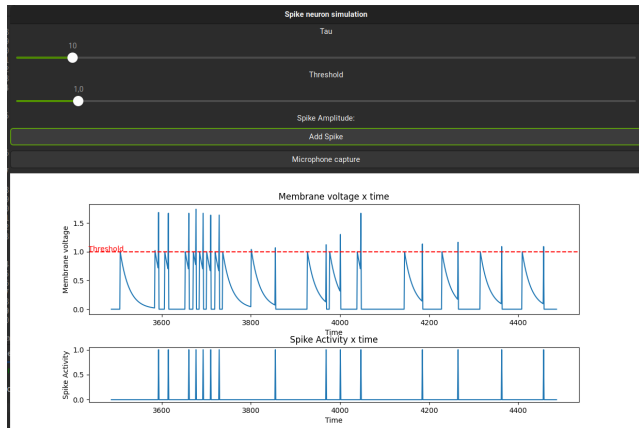 Spike neuron simulation
Tau
10
Threshold
1,0
Spike Amplitude:
Add Spike
Microphone capture
Membrane voltage x time
Membrane voltage
1.5
1.0
0.5
0.0
Threshold
3600 3800 4000 4200 4400
Time
Spike Activity x time
Spike Activity
1.0
0.5
0.0
3600 3800 4000 4200 4400
Time